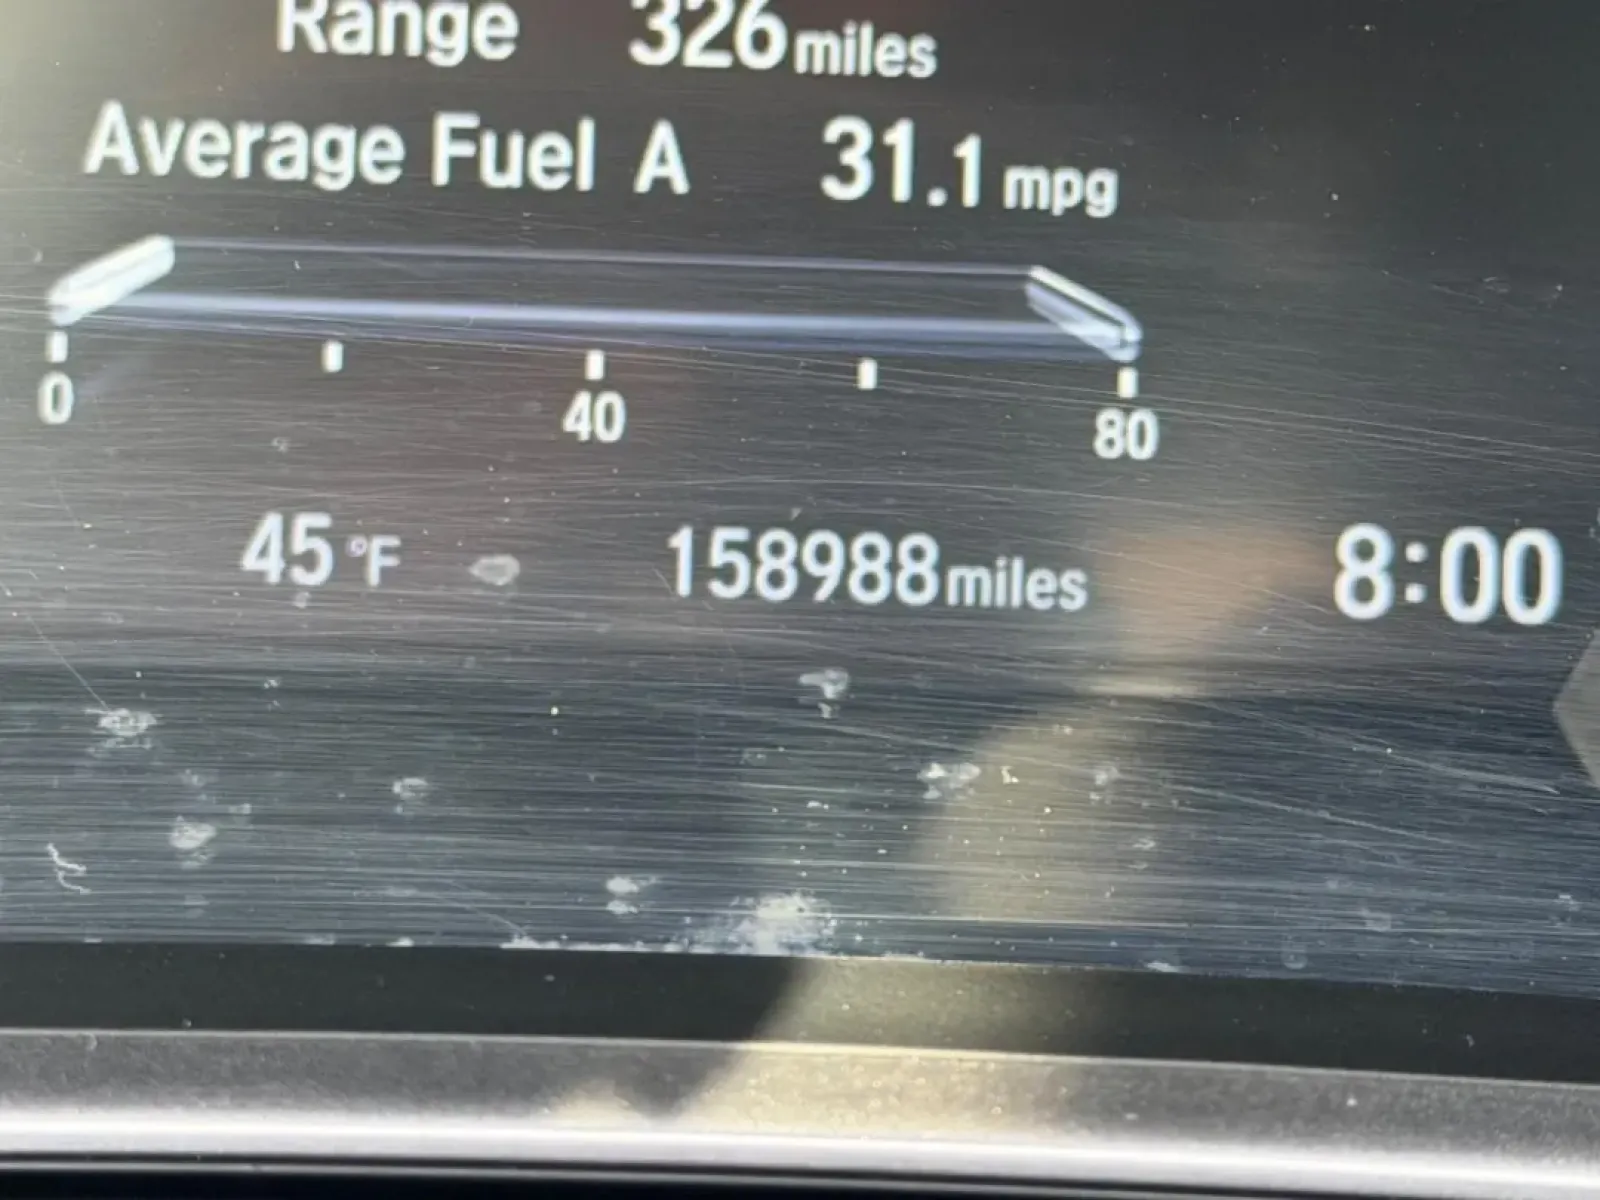 Range 326 miles
Average Fuel A 31.1 mpg
0 40 80
45 °F 158988 miles 8:00